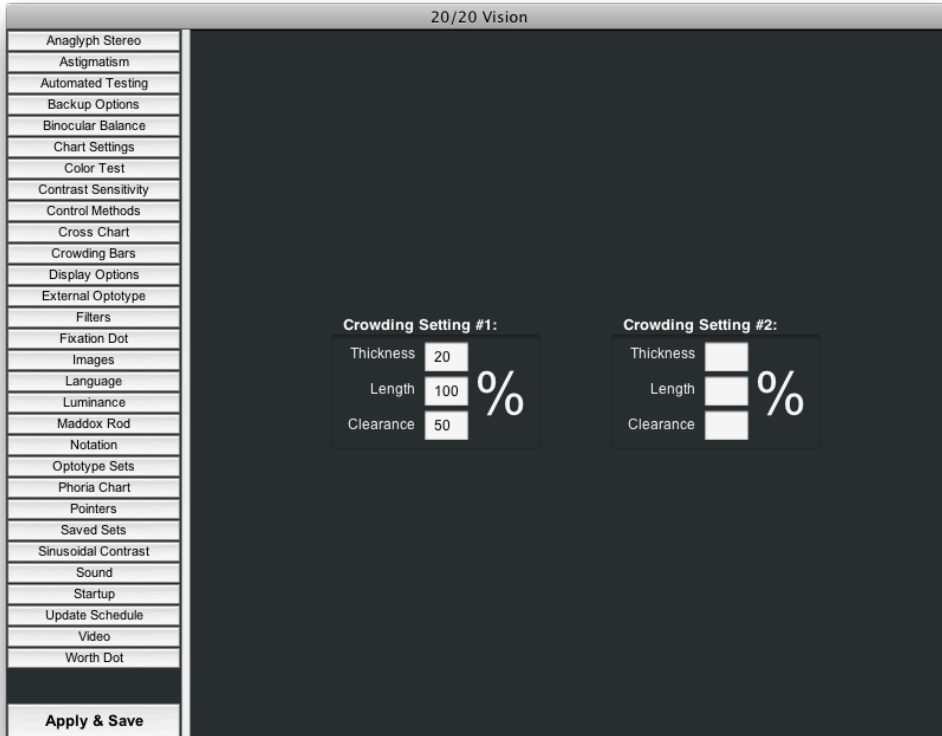 20/20 Vision
Anaglyph Stereo
Astigmatism
Automated Testing
Backup Options
Binocular Balance
Chart Settings
Color Test
Contrast Sensitivity
Control Methods
Cross Chart
Crowding Bars
Display Options
External Optotype
Filters
Fixation Dot
Images
Language
Luminance
Maddox Rod
Notation
Optotype Sets
Phoria Chart
Pointers
Saved Sets
Sinusoidal Contrast
Sound
Startup
Update Schedule
Video
Worth Dot
Apply & Save
Crowding Setting #1:
Thickness 20
Length 100 %
Clearance 50
Crowding Setting #2:
Thickness
Length %
Clearance